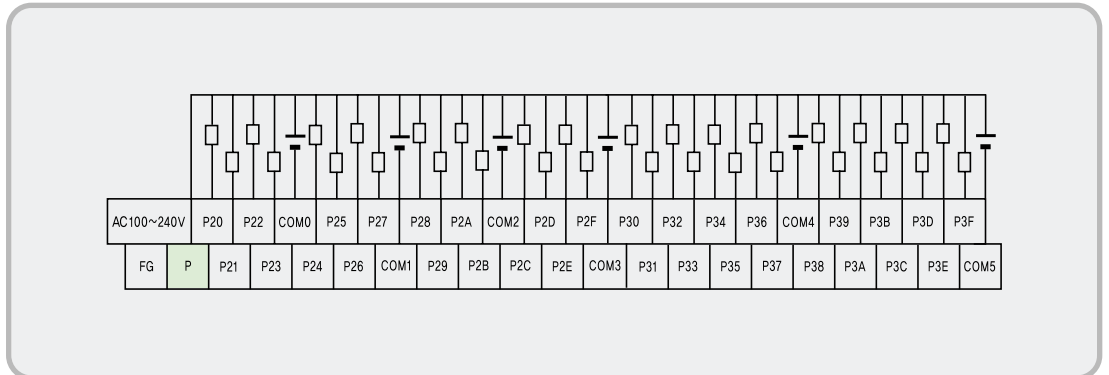 AC100~240V P20 P22 COM0 P25 P27 P28 P2A COM2 P2D P2F P30 P32 P34 P36 COM4 P39 P3B P3D P3F
FG P P21 P23 P24 P26 COM1 P29 P2B P2C P2E COM3 P31 P33 P35 P37 P38 P3A P3C P3E COM5